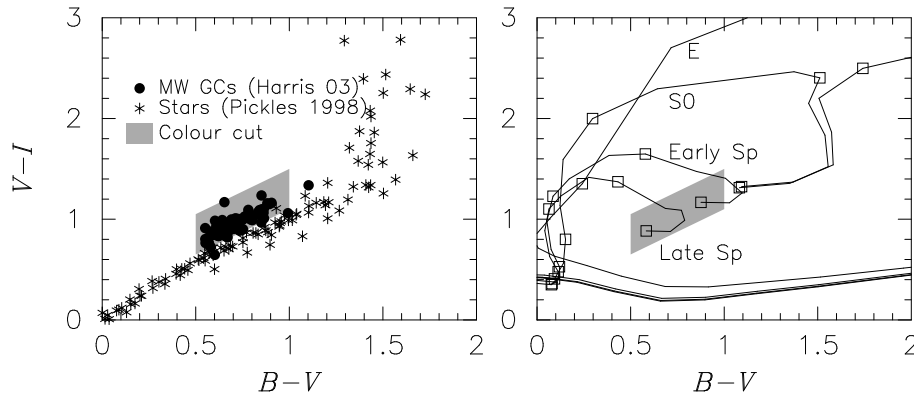 3
2
1
0
V−I
MW GCs (Harris 03)
Stars (Pickles 1998)
Colour cut
0 0.5 1 1.5 2
B−V
3
2
1
0
E
S0
Early Sp
Late Sp
0 0.5 1 1.5 2
B−V